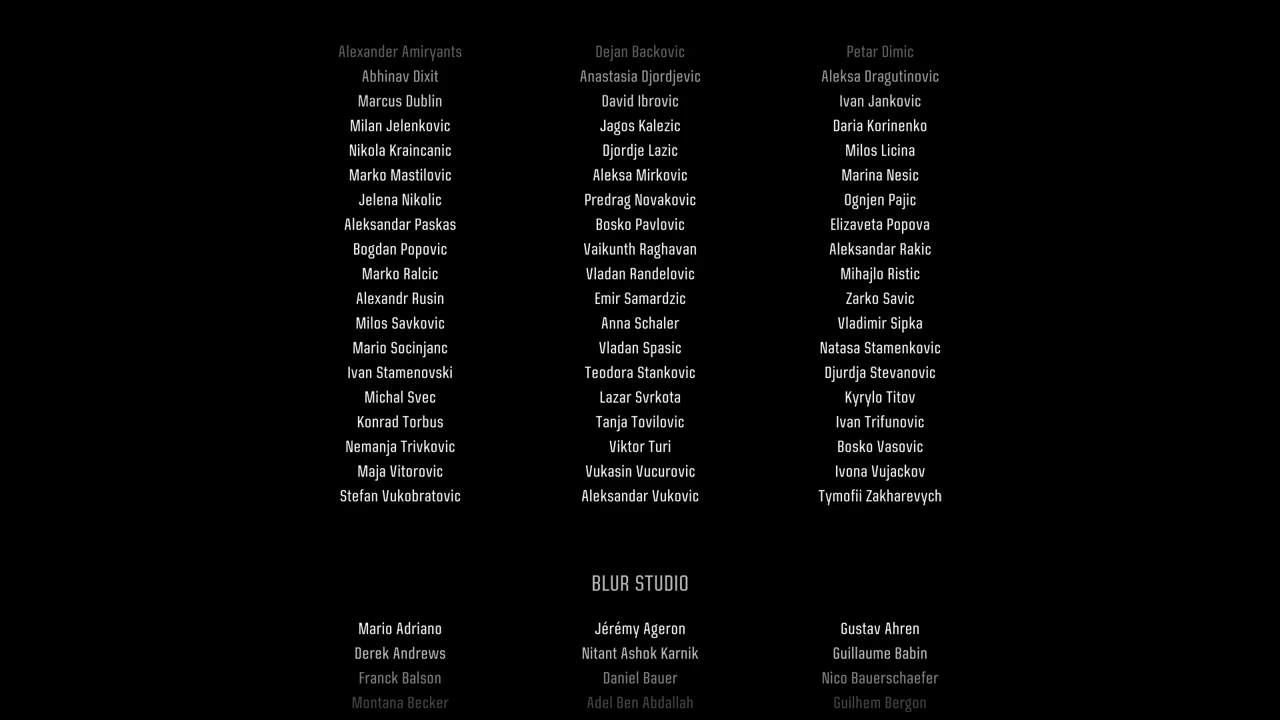 Alexander Amiryants Dejan Backovic Petar Dimic
Abhinav Dixit Anastasia Djordjevic Aleksa Dragutinovic
Marcus Dublin David Ibrovic Ivan Jankovic
Milan Jelenkovic Jagos Kalezic Daria Korinenko
Nikola Kraincanic Djordje Lazic Milos Licina
Marko Mastilovic Aleksa Mirkovic Marina Nesic
Jelena Nikolic Predrag Novakovic Ognjen Pajic
Aleksandar Paskas Bosko Pavlovic Elizaveta Popova
Bogdan Popovic Vaikunth Raghavan Aleksandar Rakic
Marko Ralcic Vladan Randelovic Mihajlo Ristic
Alexandr Rusin Emir Samardzic Zarko Savic
Milos Savkovic Anna Schaler Vladimir Sipka
Mario Socinjanc Vladan Spasic Natasa Stamenkovic
Ivan Stamenovski Teodora Stankovic Djurdja Stevanovic
Michal Svec Lazar Svrkota Kyrylo Titov
Konrad Torbus Tanja Tovilovic Ivan Trifunovic
Nemanja Trivkovic Viktor Turi Bosko Vasovic
Maja Vitorovic Vukasin Vucurovic Ivona Vujackov
Stefan Vukobratovic Aleksandar Vukovic Tymofii Zakharevych
BLUR STUDIO
Mario Adriano Jérémy Ageron Gustav Ahren
Derek Andrews Nitant Ashok Karnik Guillaume Babin
Franck Balson Daniel Bauer Nico Bauerschaefer
Montana Becker Adel Ben Abdallah Guilhem Bergon